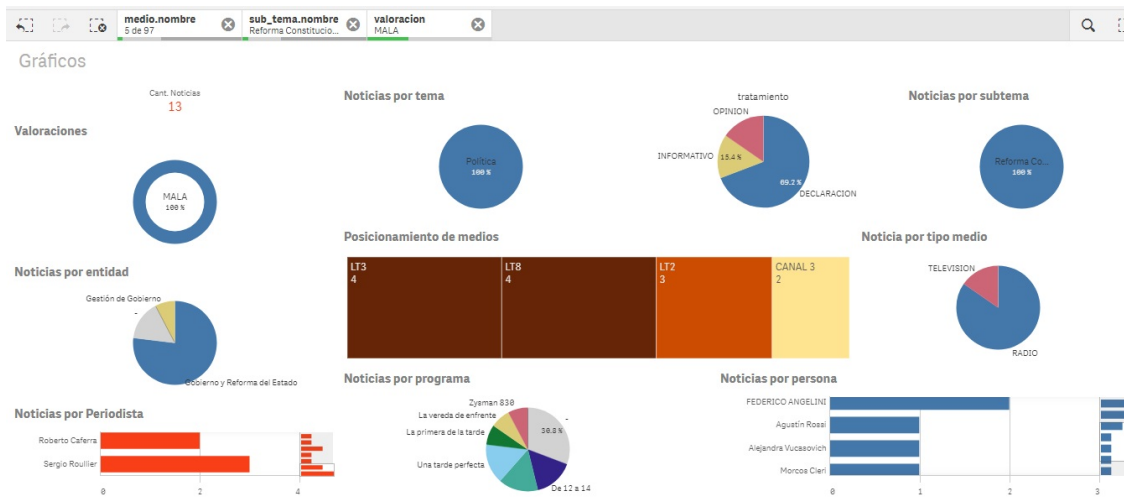 medio.nombre
5 de 97
sub_tema.nombre
Reforma Constitucio...
valoracion
MALA
Gráficos
Cant. Noticias
13
Valoraciones
MALA
100 %
Noticias por tema
Política
100 %
tratamiento
OPINION
INFORMATIVO
15.4 %
69.2 %
DECLARACION
Noticias por subtema
Reforma Co...
100 %
Posicionamiento de medios
LT3
4
LT8
4
LT2
3
CANAL 3
2
Noticia por tipo medio
TELEVISION
RADIO
Noticias por entidad
Gestión de Gobierno
-
Gobierno y Reforma del Estado
Noticias por Periodista
Roberto Caferra
Sergio Roullier
0
2
4
Noticias por programa
Zysman 830
La vereda de enfrente
La primera de la tarde
Una tarde perfecta
De 12 a 14
-
30.8 %
Noticias por persona
FEDERICO ANGELINI
Agustín Rossi
Alejandra Vucasovich
Marcos Cleri
0
1
2
3